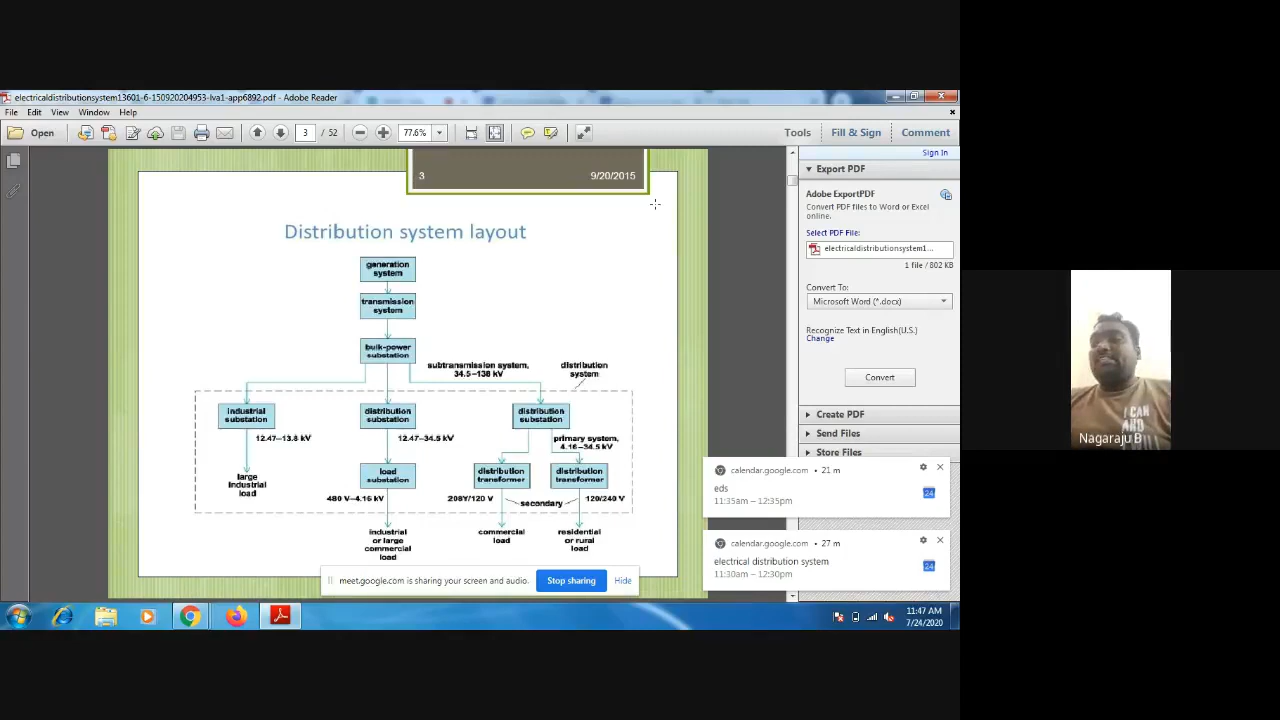 electricaldistributionsystem13601-6-150920204953-lva1-app6892.pdf - Adobe Reader
File Edit View Window Help
Open 3 / 52 77.6% Tools Fill & Sign Comment
Sign In
3 9/20/2015
Distribution system layout
generation
system
transmission
system
bulk-power
substation
subtransmission system,
34.5–138 kV
distribution
system
industrial
substation
distribution
substation
distribution
substation
12.47–13.8 kV
12.47–34.5 kV
primary system,
4.16–34.5 kV
large
industrial
load
load
substation
distribution
transformer
distribution
transformer
480 V–4.16 kV
208Y/120 V
secondary
120/240 V
industrial
or large
commercial
load
commercial
load
residential
or rural
load
Export PDF
Adobe ExportPDF
Convert PDF files to Word or Excel
online.
Select PDF File:
electricaldistributionsystem1...
1 file / 802 KB
Convert To:
Microsoft Word (*.docx)
Recognize Text in English(U.S.)
Change
Convert
Create PDF
Send Files
Store Files
calendar.google.com • 21 m
eds
11:35am – 12:35pm
24
calendar.google.com • 27 m
electrical distribution system
11:30am – 12:30pm
24
meet.google.com is sharing your screen and audio.
Stop sharing
Hide
11:47 AM
7/24/2020
I CAN
AND
Nagaraju B